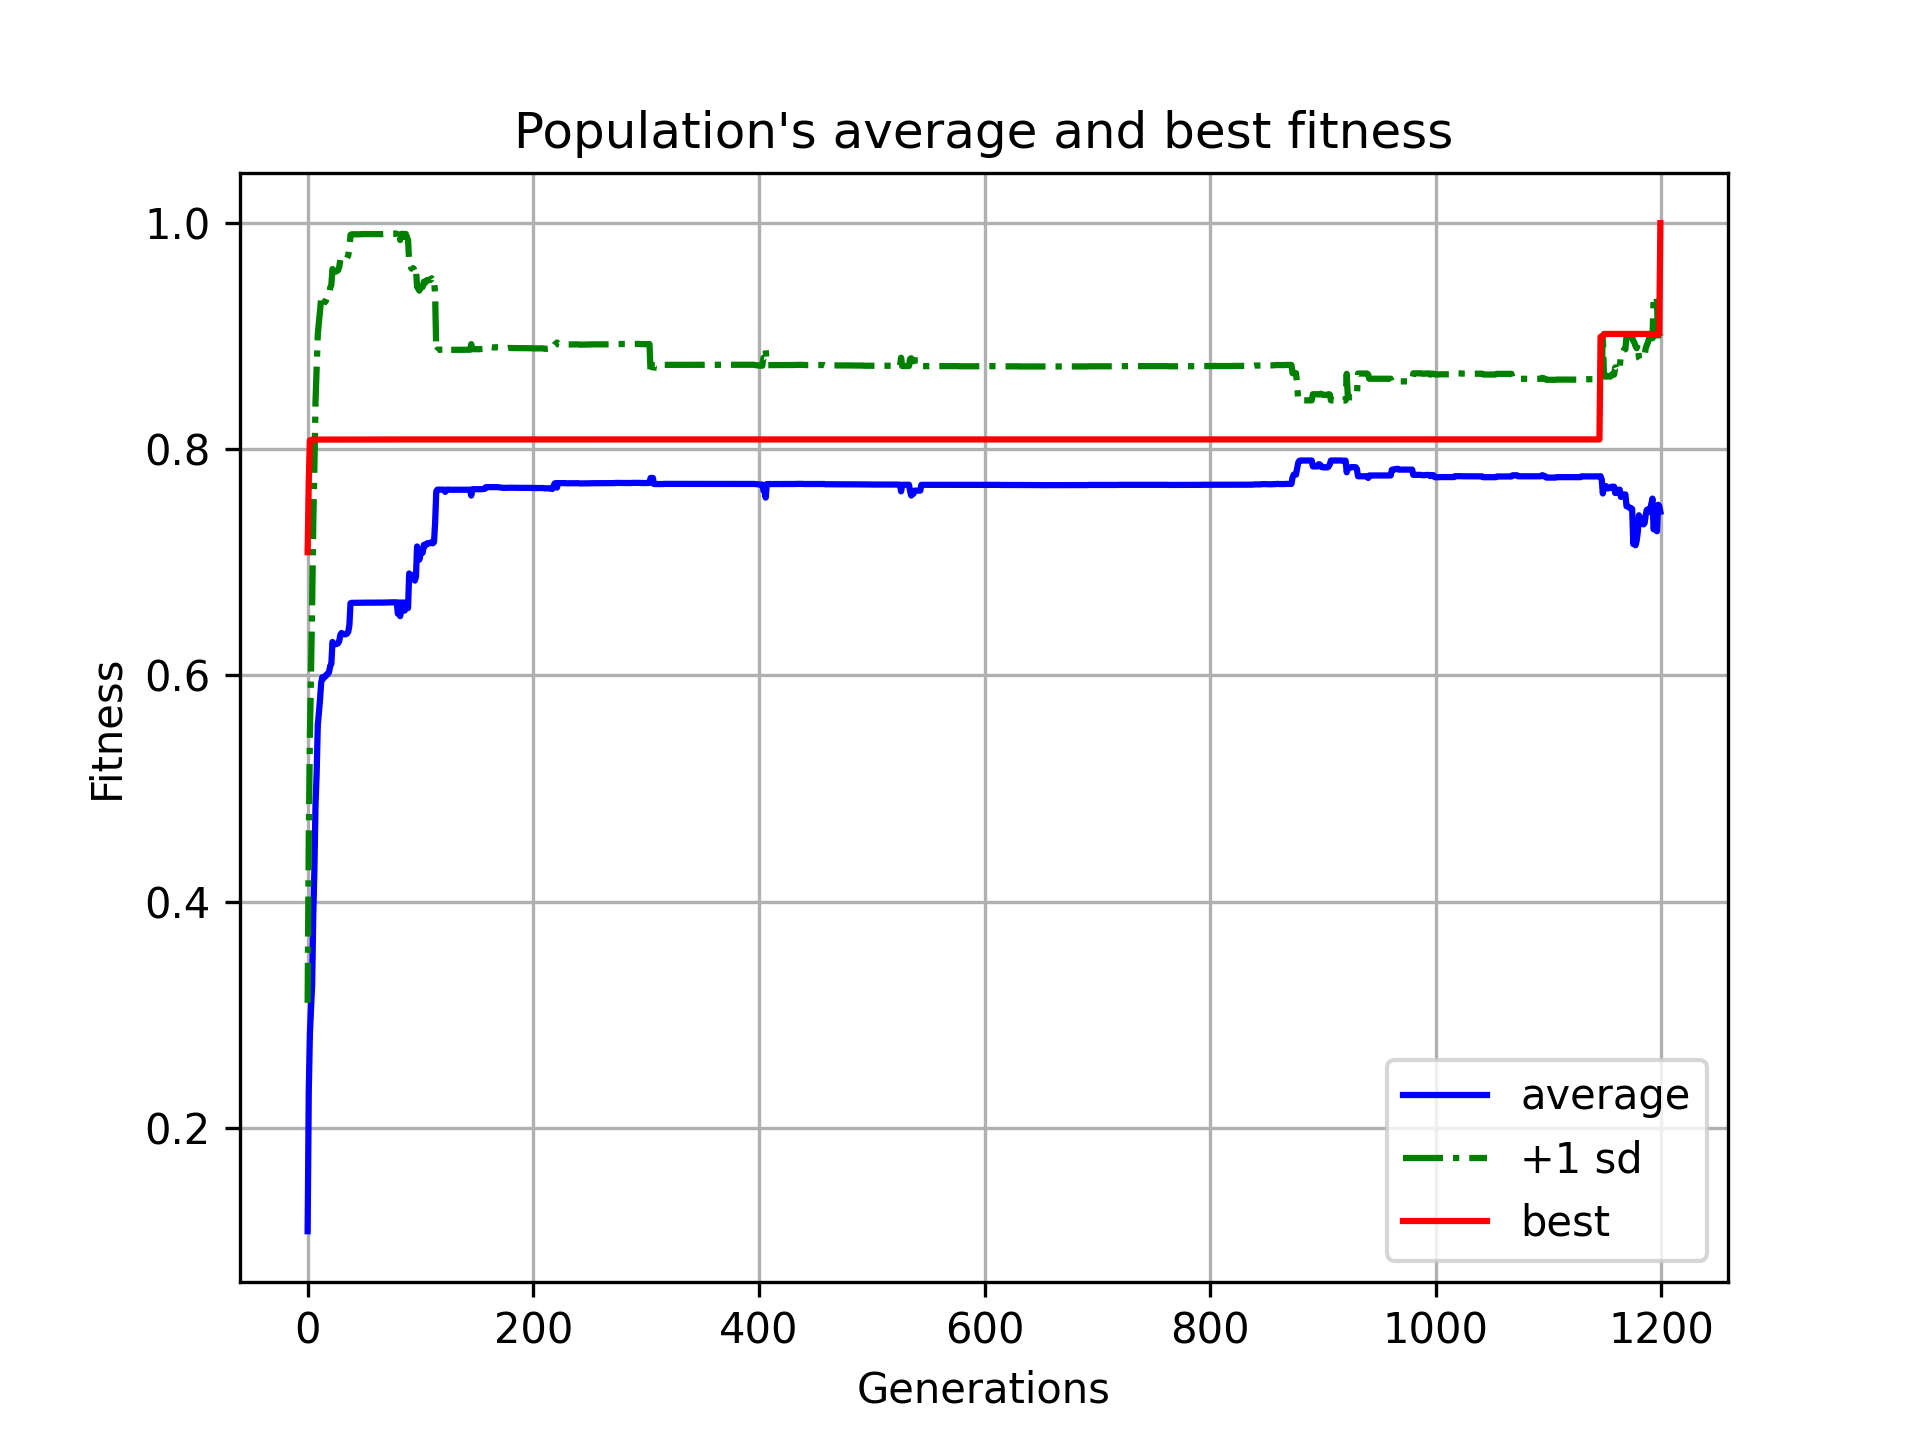 Population's average and best fitness
1.0
0.8
0.6
0.4
0.2
Fitness
0 200 400 600 800 1000 1200
Generations
average
+1 sd
best